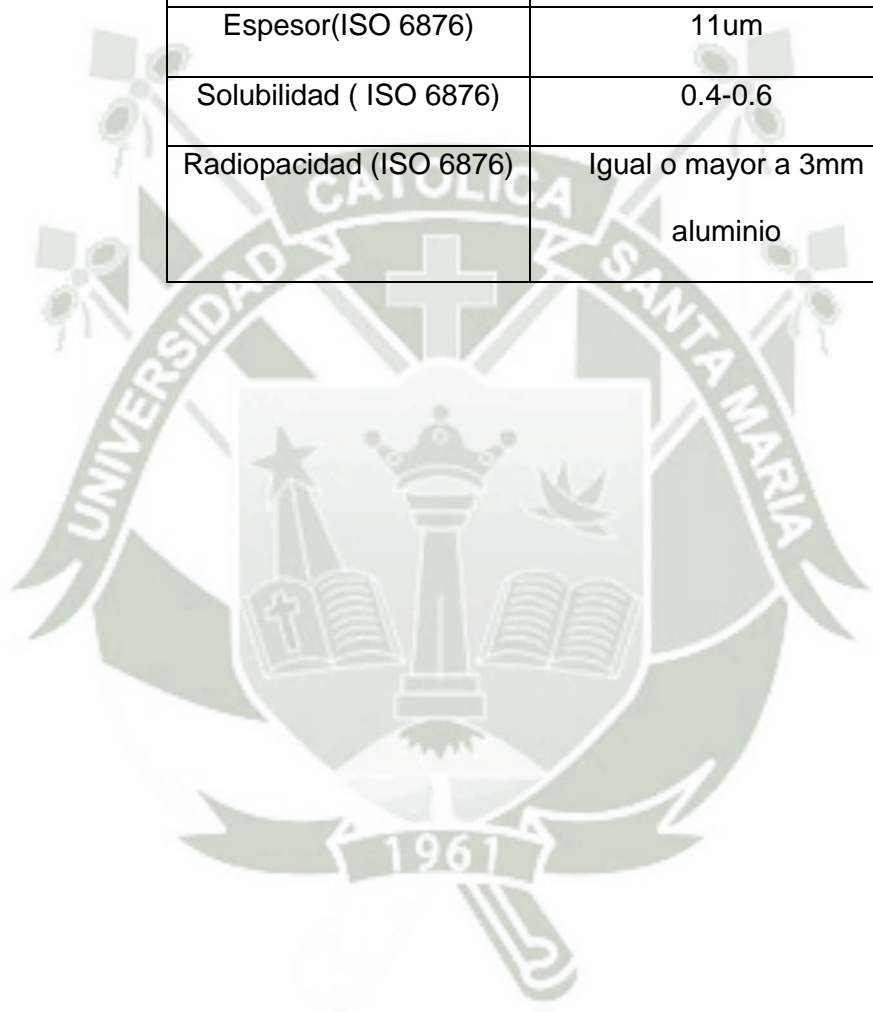 Espesor(ISO 6876) 11um
Solubilidad ( ISO 6876) 0.4-0.6
Radiopacidad (ISO 6876) Igual o mayor a 3mm
aluminio
UNIVERSIDAD CATOLICA SANTA MARIA
1961